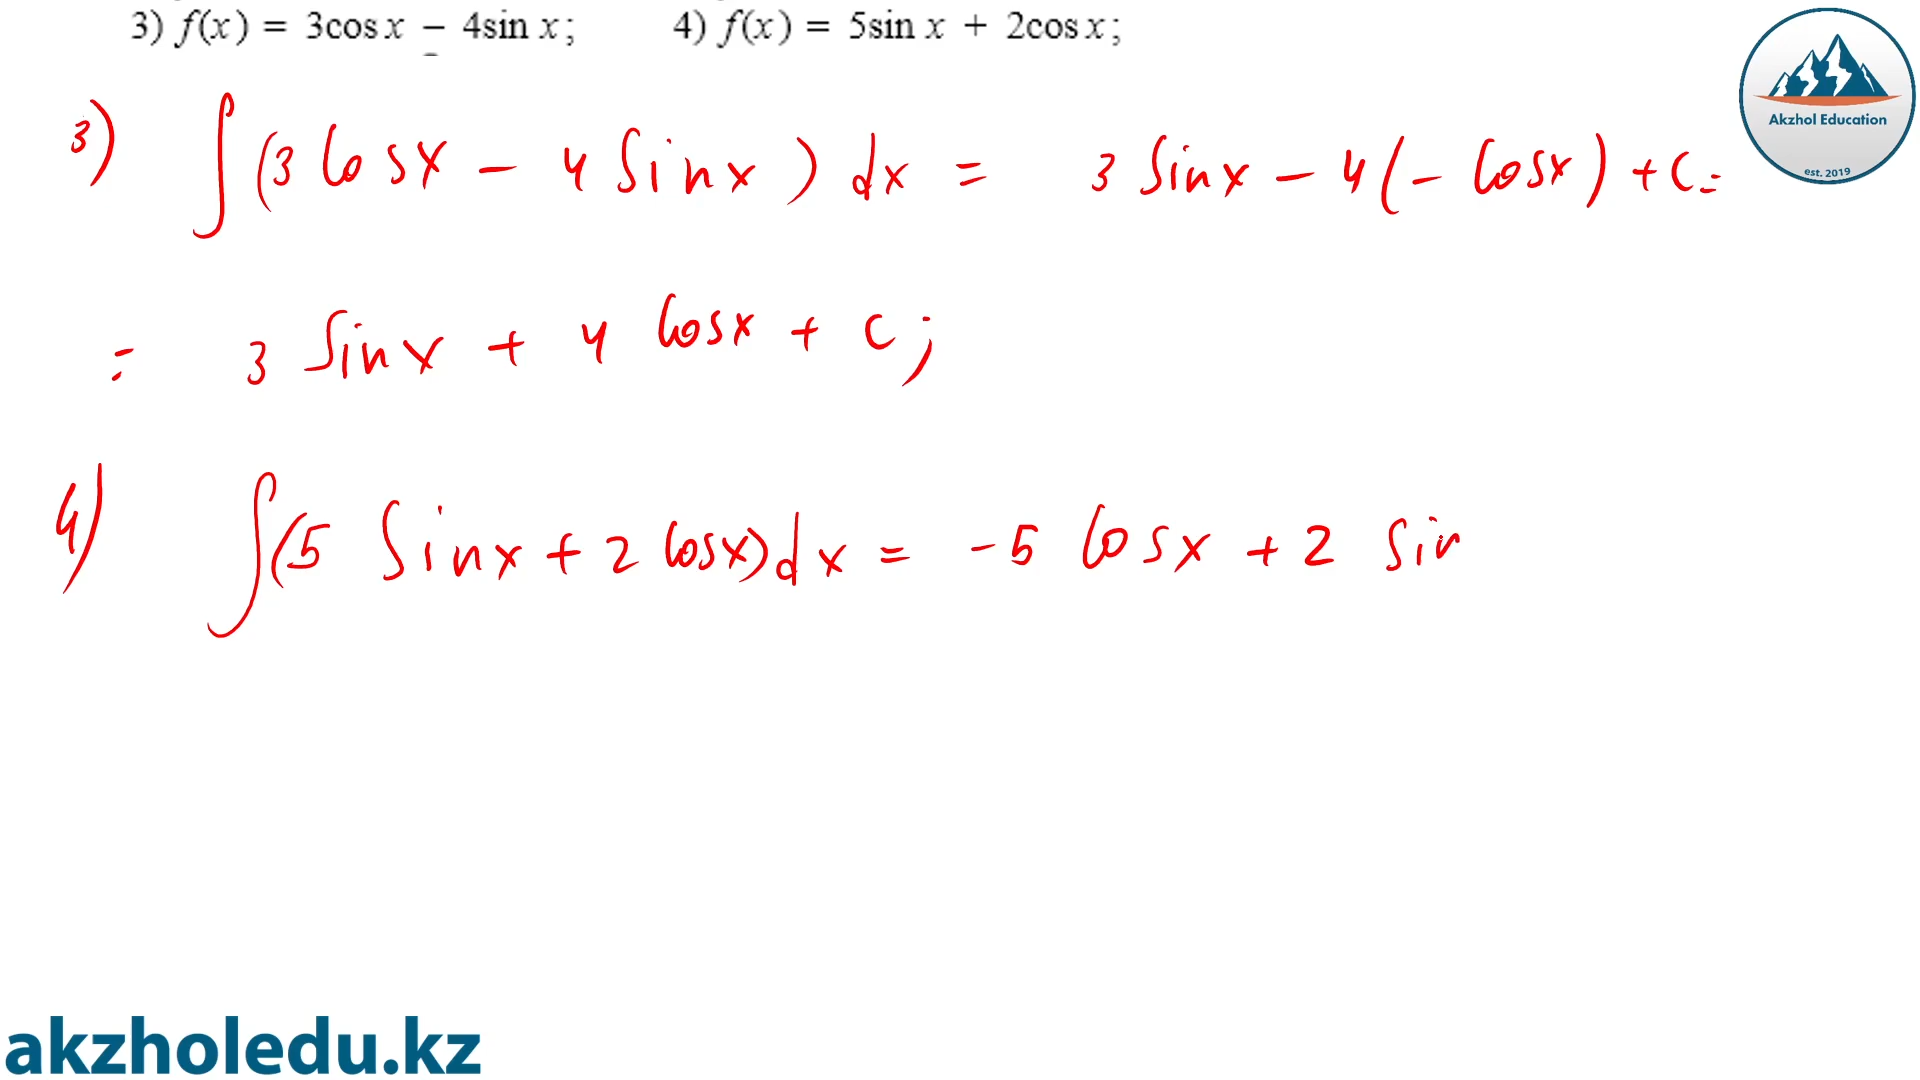 3) f(x) = 3cos x − 4sin x; 4) f(x) = 5sin x + 2cos x;
Akzhol Education
est. 2019
3) ∫(3 cosx − 4 sinx) dx = 3 sinx − 4(− cosx) + C =
= 3 sinx + 4 cosx + C;
4) ∫(5 sinx + 2 cosx)dx = -5 cosx + 2 sin
akzholedu.kz